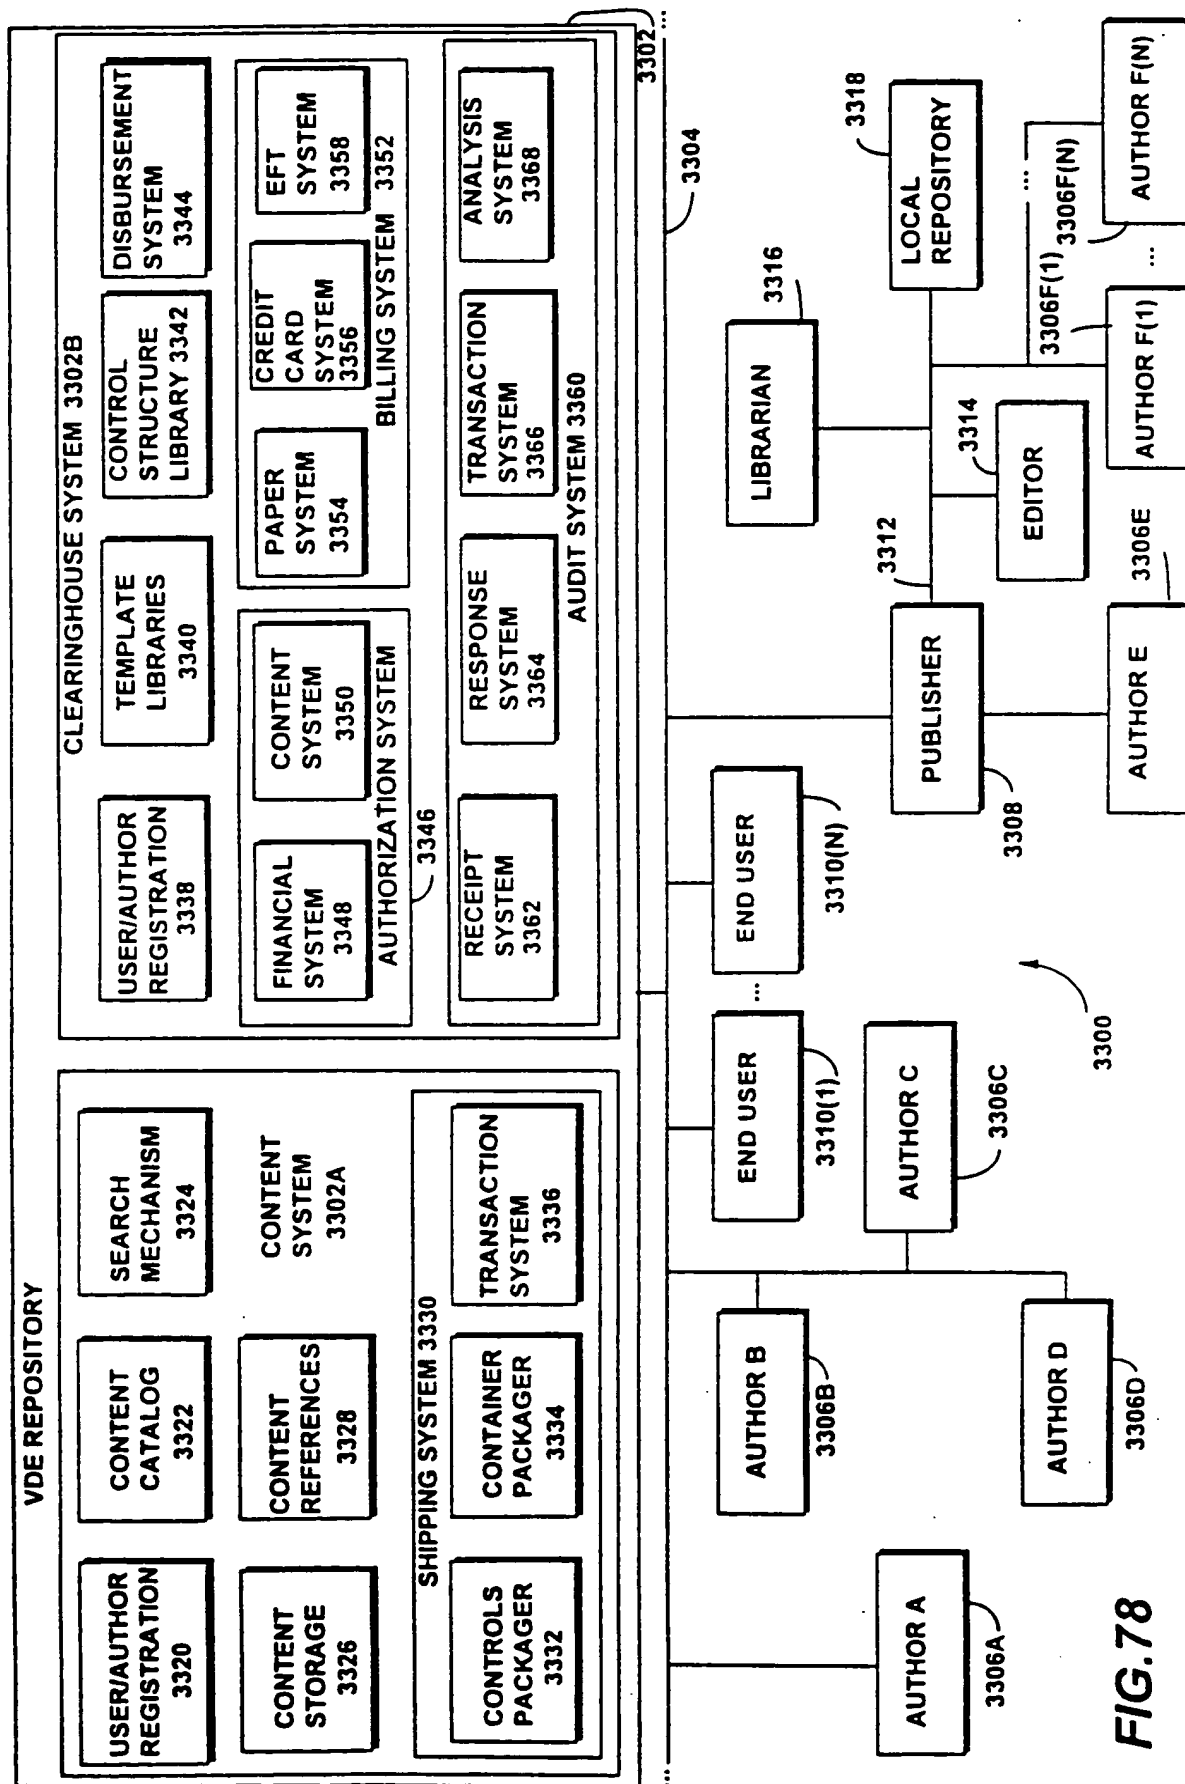 VDE REPOSITORY
USER/AUTHOR
REGISTRATION
3320
CONTENT
CATALOG
3322
SEARCH
MECHANISM
3324
CONTENT
STORAGE
3326
CONTENT
REFERENCES
3328
CONTENT
SYSTEM
3302A
SHIPPING SYSTEM 3330
CONTROLS
PACKAGER
3332
CONTAINER
PACKAGER
3334
TRANSACTION
SYSTEM
3336
CLEARINGHOUSE SYSTEM 3302B
USER/AUTHOR
REGISTRATION
3338
TEMPLATE
LIBRARIES
3340
CONTROL
STRUCTURE
LIBRARY 3342
DISBURSEMENT
SYSTEM
3344
FINANCIAL
SYSTEM
3348
CONTENT
SYSTEM
3350
AUTHORIZATION SYSTEM
3346
PAPER
SYSTEM
3354
CREDIT
CARD
SYSTEM
3356
EFT
SYSTEM
3358
BILLING SYSTEM 3352
RECEIPT
SYSTEM
3362
RESPONSE
SYSTEM
3364
TRANSACTION
SYSTEM
3366
ANALYSIS
SYSTEM
3368
AUDIT SYSTEM 3360
3302
...
...
3304
AUTHOR A
3306A
AUTHOR B
3306B
AUTHOR C
3306C
AUTHOR D
3306D
END USER
3310(1)
...
END USER
3310(N)
3300
PUBLISHER
3308
3312
AUTHOR E
3306E
LIBRARIAN
3316
EDITOR
3314
LOCAL
REPOSITORY
3318
...
3306F(1)
3306F(N)
AUTHOR F(1)
...
AUTHOR F(N)
FIG.78